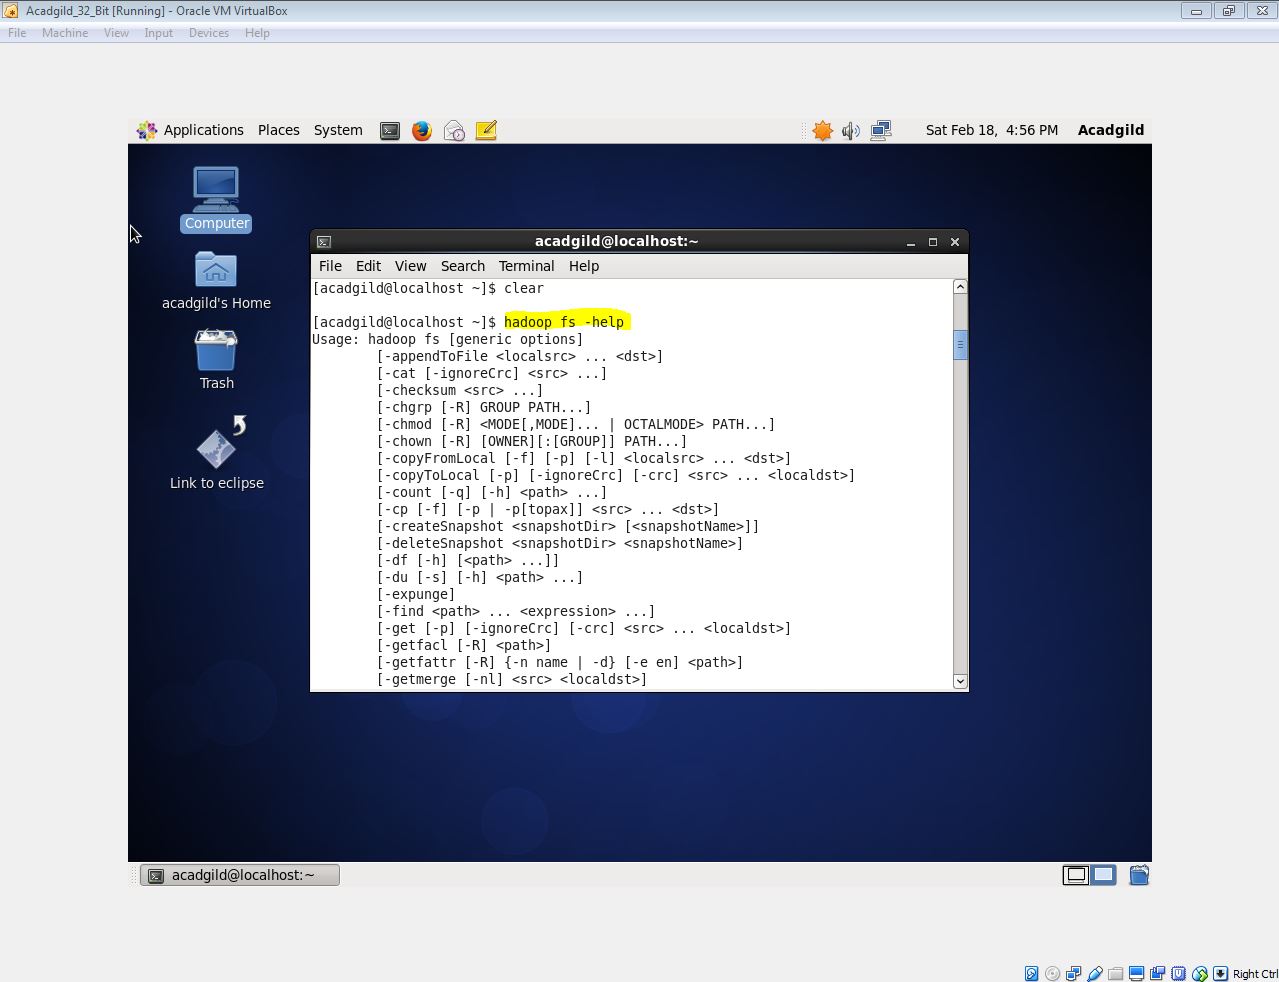 Acadgild_32_Bit [Running] - Oracle VM VirtualBox
File Machine View Input Devices Help
Applications Places System Sat Feb 18, 4:56 PM Acadgild
Computer
acadgild's Home
Trash
Link to eclipse
acadgild@localhost:~
File Edit View Search Terminal Help
[acadgild@localhost ~]$ clear
[acadgild@localhost ~]$ hadoop fs -help
Usage: hadoop fs [generic options]
[-appendToFile <localsrc> ... <dst>]
[-cat [-ignoreCrc] <src> ...]
[-checksum <src> ...]
[-chgrp [-R] GROUP PATH...]
[-chmod [-R] <MODE[,MODE]... | OCTALMODE> PATH...]
[-chown [-R] [OWNER][:[GROUP]] PATH...]
[-copyFromLocal [-f] [-p] [-l] <localsrc> ... <dst>]
[-copyToLocal [-p] [-ignoreCrc] [-crc] <src> ... <localdst>]
[-count [-q] [-h] <path> ...]
[-cp [-f] [-p | -p[topax]] <src> ... <dst>]
[-createSnapshot <snapshotDir> [<snapshotName>]]
[-deleteSnapshot <snapshotDir> <snapshotName>]
[-df [-h] [<path> ...]]
[-du [-s] [-h] <path> ...]
[-expunge]
[-find <path> ... <expression> ...]
[-get [-p] [-ignoreCrc] [-crc] <src> ... <localdst>]
[-getfacl [-R] <path>]
[-getfattr [-R] {-n name | -d} [-e en] <path>]
[-getmerge [-nl] <src> <localdst>]
acadgild@localhost:~
Right Ctrl